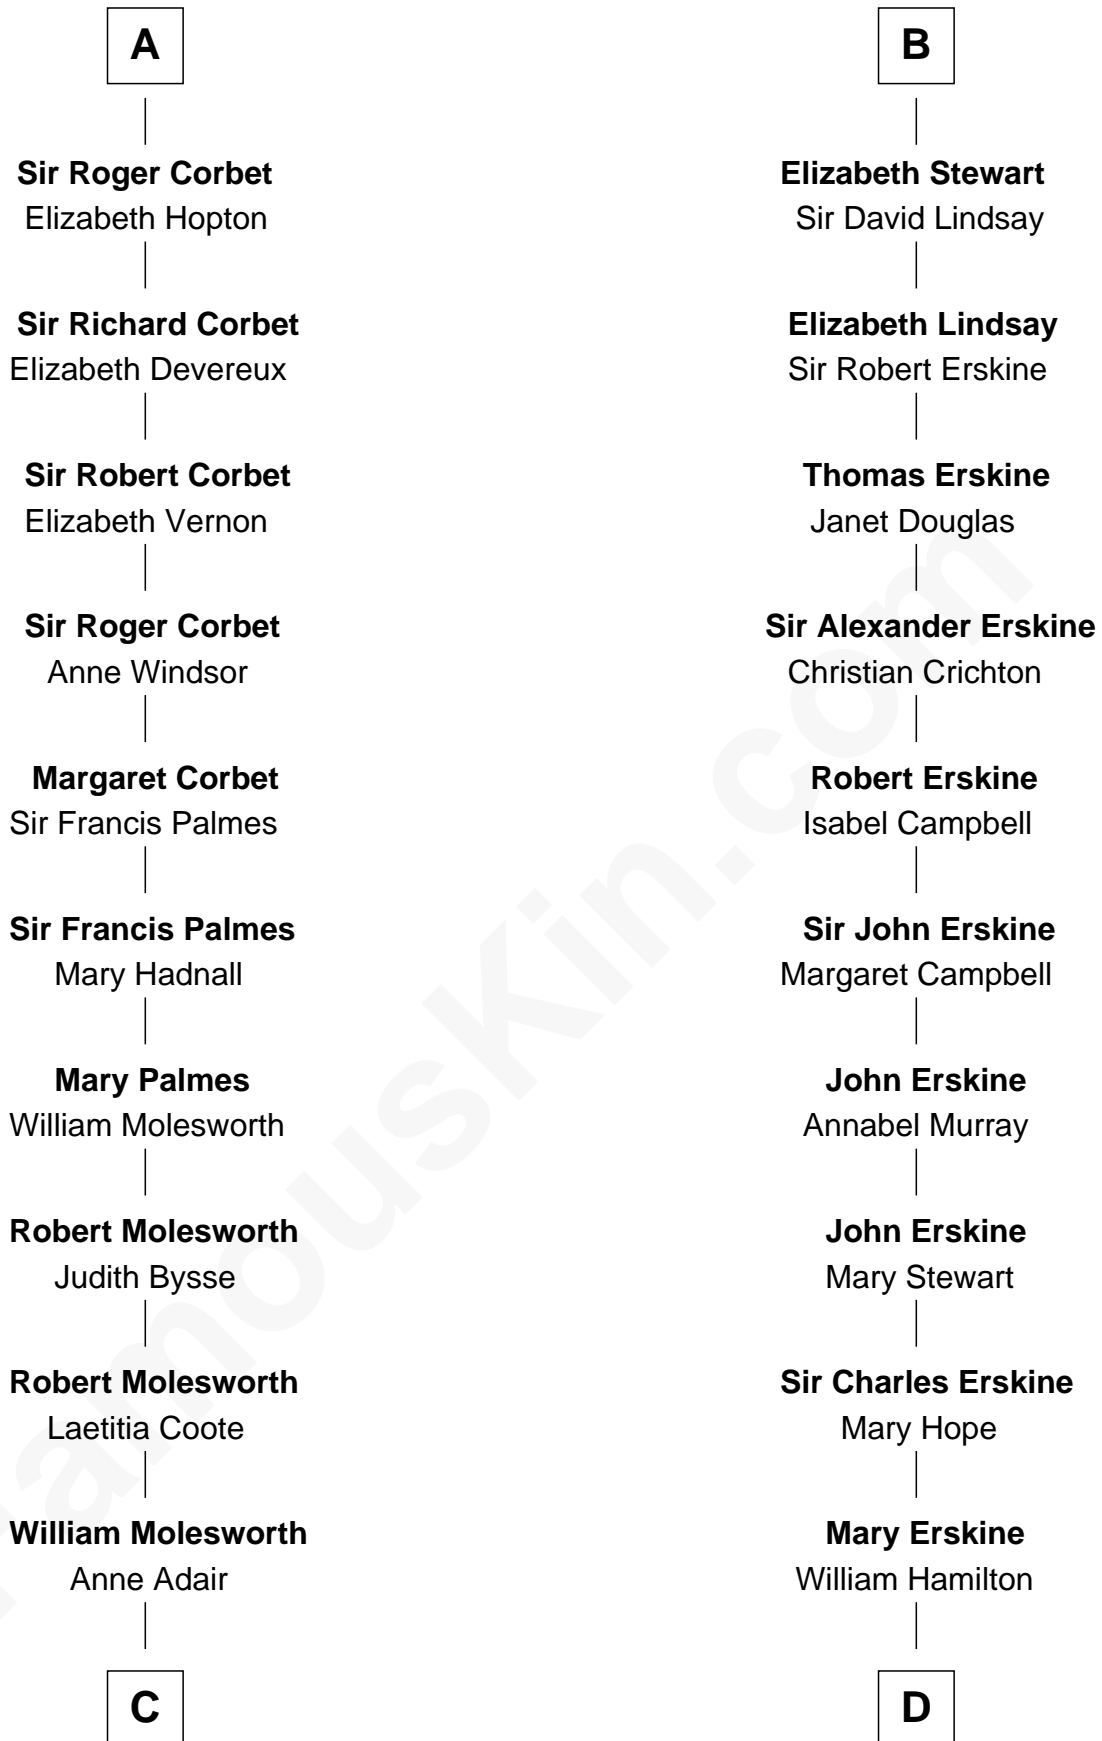 A
Sir Roger Corbet
Elizabeth Hopton
Sir Richard Corbet
Elizabeth Devereux
Sir Robert Corbet
Elizabeth Vernon
Sir Roger Corbet
Anne Windsor
Margaret Corbet
Sir Francis Palmes
Sir Francis Palmes
Mary Hadnall
Mary Palmes
William Molesworth
Robert Molesworth
Judith Bysse
Robert Molesworth
Laetitia Coote
William Molesworth
Anne Adair
C
B
Elizabeth Stewart
Sir David Lindsay
Elizabeth Lindsay
Sir Robert Erskine
Thomas Erskine
Janet Douglas
Sir Alexander Erskine
Christian Crichton
Robert Erskine
Isabel Campbell
Sir John Erskine
Margaret Campbell
John Erskine
Annabel Murray
John Erskine
Mary Stewart
Sir Charles Erskine
Mary Hope
Mary Erskine
William Hamilton
D
FamousKin.com